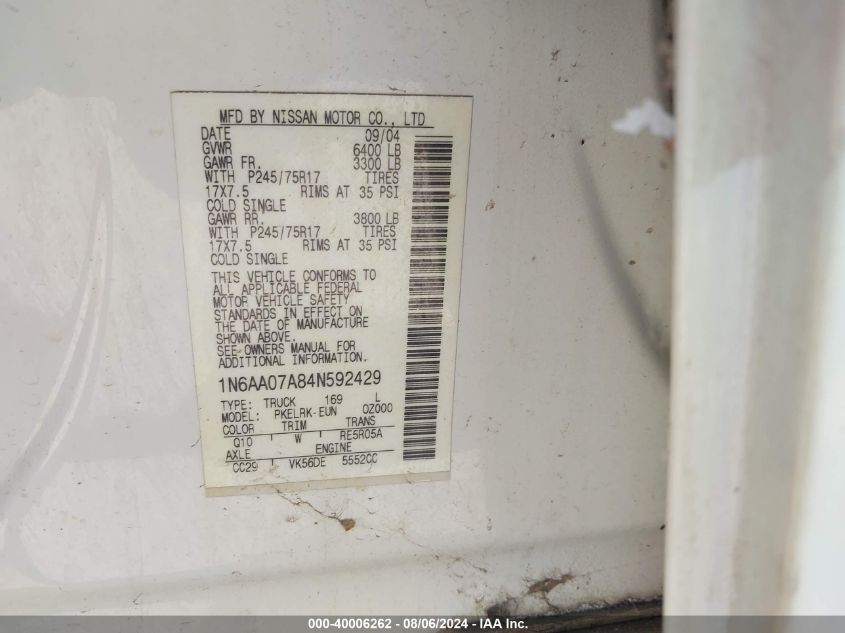 MFD BY NISSAN MOTOR CO., LTD
DATE 09/04
GVWR 6400 LB
GAWR FR. 3300 LB
WITH P245/75R17 TIRES
17X7.5 RIMS AT 35 PSI
COLD SINGLE
GAWR RR. 3800 LB
WITH P245/75R17 TIRES
17X7.5 RIMS AT 35 PSI
COLD SINGLE
THIS VEHICLE CONFORMS TO
ALL APPLICABLE FEDERAL
MOTOR VEHICLE SAFETY
STANDARDS IN EFFECT ON
THE DATE OF MANUFACTURE
SHOWN ABOVE.
SEE OWNERS MANUAL FOR
ADDITIONAL INFORMATION.
1N6AA07A84N592429
TYPE: TRUCK 169 L
MODEL: PKELRK-EUN OZ000
COLOR TRIM TRANS
Q10 W RE5R05A
AXLE ENGINE
CC29 VK56DE 5552CC
000-40006262 - 08/06/2024 - IAA Inc.